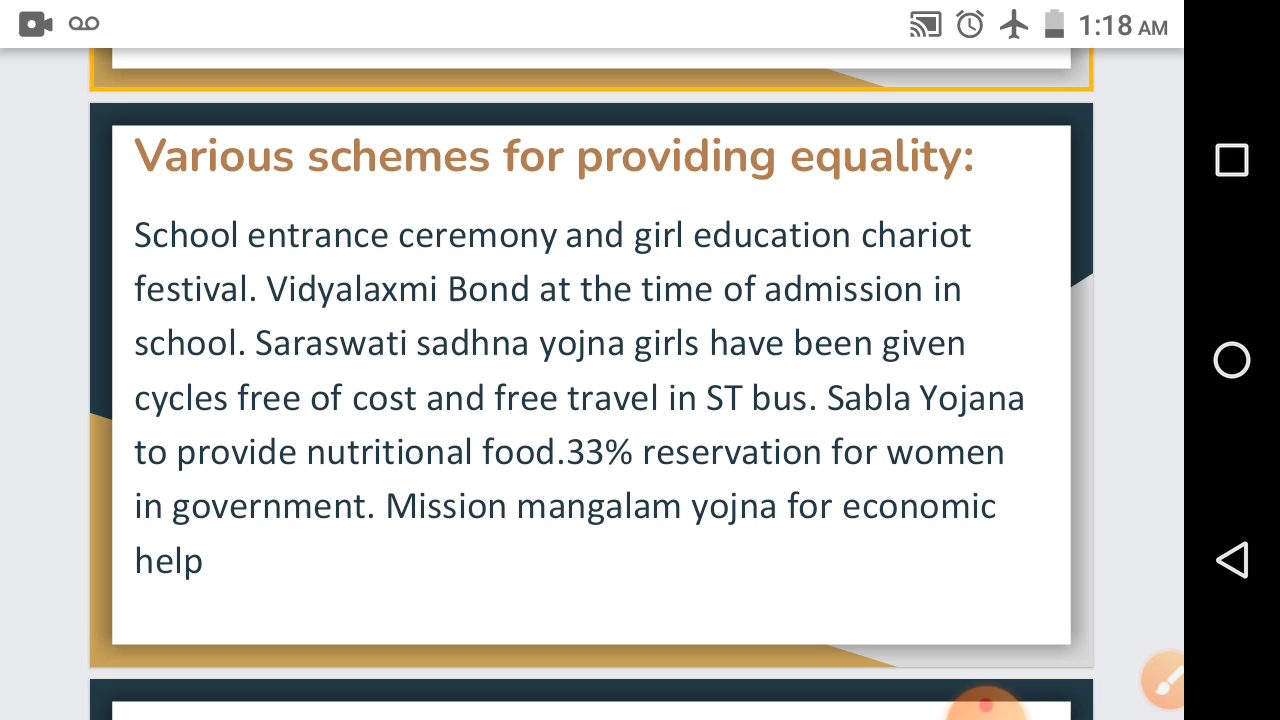 1:18 AM
Various schemes for providing equality:
School entrance ceremony and girl education chariot
festival. Vidyalaxmi Bond at the time of admission in
school. Saraswati sadhna yojna girls have been given
cycles free of cost and free travel in ST bus. Sabla Yojana
to provide nutritional food.33% reservation for women
in government. Mission mangalam yojna for economic
help